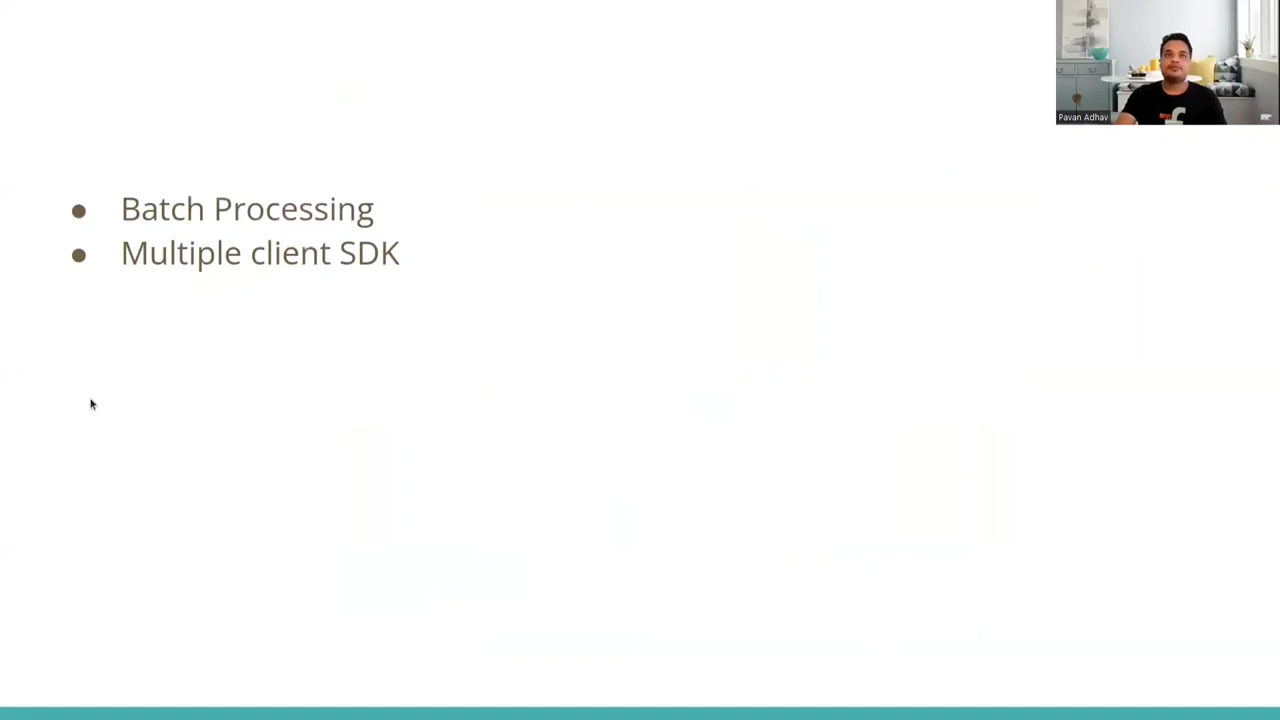 ● Batch Processing
● Multiple client SDK
Pavan Adhav